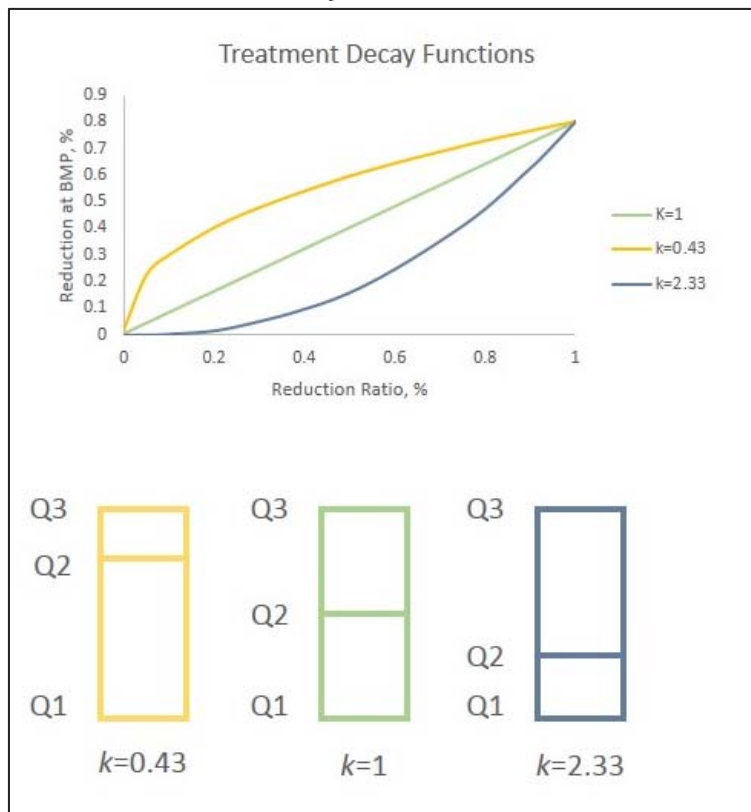 Treatment Decay Functions
0.9
0.8
0.7
0.6
0.5
0.4
0.3
0.2
0.1
0
Reduction at BMP, %
0 0.2 0.4 0.6 0.8 1
Reduction Ratio, %
K=1
k=0.43
k=2.33
Q3 Q3 Q3
Q2
Q2
Q2
Q1 Q1 Q1
k=0.43 k=1 k=2.33